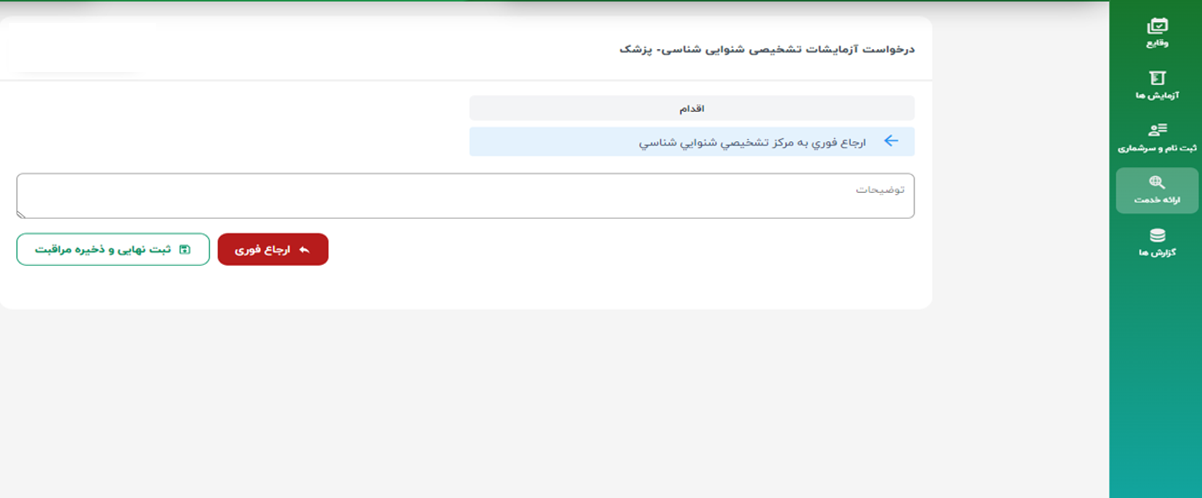 وقایع
آزمایش ها
ثبت نام و سرشماری
ارائه خدمت
گزارش ها
درخواست آزمایشات تشخیصی شنوایی شناسی- پزشک
اقدام
ارجاع فوري به مرکز تشخيصي شنوايي شناسي
توضیحات
ارجاع فوری
ثبت نهایی و ذخیره مراقبت